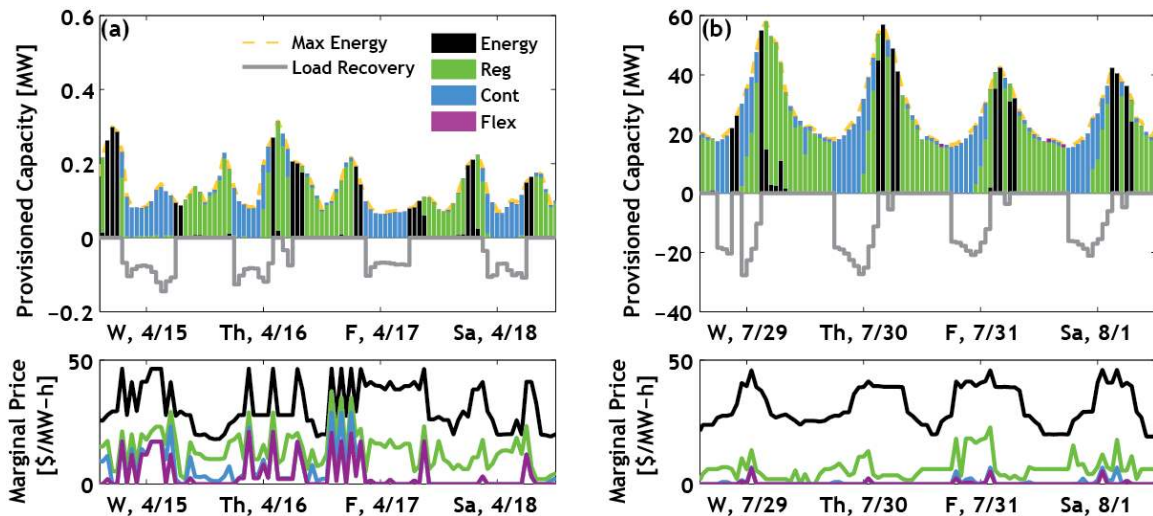 (a)
Max Energy
Load Recovery
Energy
Reg
Cont
Flex
Provisioned Capacity [MW]
0.6
0.4
0.2
0
−0.2
W, 4/15
Th, 4/16
F, 4/17
Sa, 4/18
(b)
Provisioned Capacity [MW]
60
40
20
0
−20
−40
W, 7/29
Th, 7/30
F, 7/31
Sa, 8/1
Marginal Price
[$/MW−h]
50
0
W, 4/15
Th, 4/16
F, 4/17
Sa, 4/18
Marginal Price
[$/MW−h]
50
0
W, 7/29
Th, 7/30
F, 7/31
Sa, 8/1